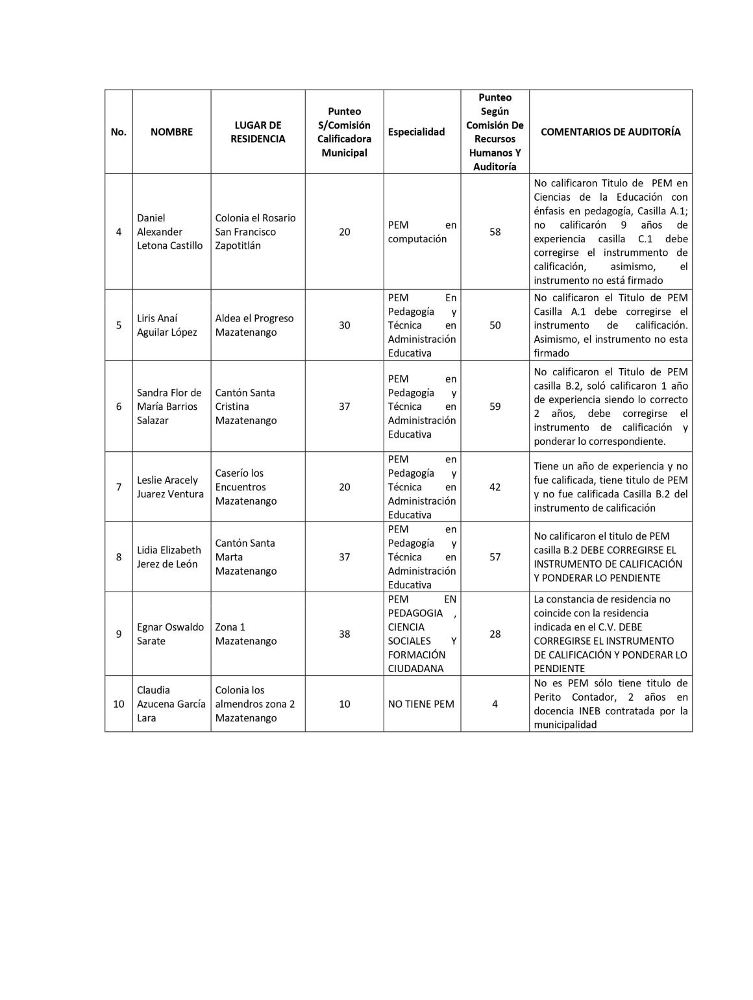 No.
NOMBRE
LUGAR DE
RESIDENCIA
Punteo
S/Comisión
Calificadora
Municipal
Especialidad
Punteo
Según
Comisión De
Recursos
Humanos Y
Auditoría
COMENTARIOS DE AUDITORÍA
4
Daniel
Alexander
Letona Castillo
Colonia el Rosario
San Francisco
Zapotitlán
20
PEM en
computación
58
No calificaron Titulo de PEM en
Ciencias de la Educación con
énfasis en pedagogía, Casilla A.1;
no calificarón 9 años de
experiencia casilla C.1 debe
corregirse el instrummento de
calificación, asimismo, el
instrumento no está firmado
5
Liris Anaí
Aguilar López
Aldea el Progreso
Mazatenango
30
PEM En
Pedagogía y
Técnica en
Administración
Educativa
50
No calificaron el Titulo de PEM
Casilla A.1 debe corregirse el
instrumento de calificación.
Asimismo, el instrumento no esta
firmado
6
Sandra Flor de
María Barrios
Salazar
Cantón Santa
Cristina
Mazatenango
37
PEM en
Pedagogía y
Técnica en
Administración
Educativa
59
No calificaron el Titulo de PEM
casilla B.2, soló calificaron 1 año
de experiencia siendo lo correcto
2 años, debe corregirse el
instrumento de calificación y
ponderar lo correspondiente.
7
Leslie Aracely
Juarez Ventura
Caserío los
Encuentros
Mazatenango
20
PEM en
Pedagogía y
Técnica en
Administración
Educativa
42
Tiene un año de experiencia y no
fue calificada, tiene titulo de PEM
y no fue calificada Casilla B.2 del
instrumento de calificación
8
Lidia Elizabeth
Jerez de León
Cantón Santa
Marta
Mazatenango
37
PEM en
Pedagogía y
Técnica en
Administración
Educativa
57
No calificaron el titulo de PEM
casilla B.2 DEBE CORREGIRSE EL
INSTRUMENTO DE CALIFICACIÓN
Y PONDERAR LO PENDIENTE
9
Egnar Oswaldo
Sarate
Zona 1
Mazatenango
38
PEM EN
PEDAGOGIA ,
CIENCIA
SOCIALES Y
FORMACIÓN
CIUDADANA
28
La constancia de residencia no
coincide con la residencia
indicada en el C.V. DEBE
CORREGIRSE EL INSTRUMENTO
DE CALIFICACIÓN Y PONDERAR LO
PENDIENTE
10
Claudia
Azucena García
Lara
Colonia los
almendros zona 2
Mazatenango
10
NO TIENE PEM
4
No es PEM sólo tiene titulo de
Perito Contador, 2 años en
docencia INEB contratada por la
municipalidad